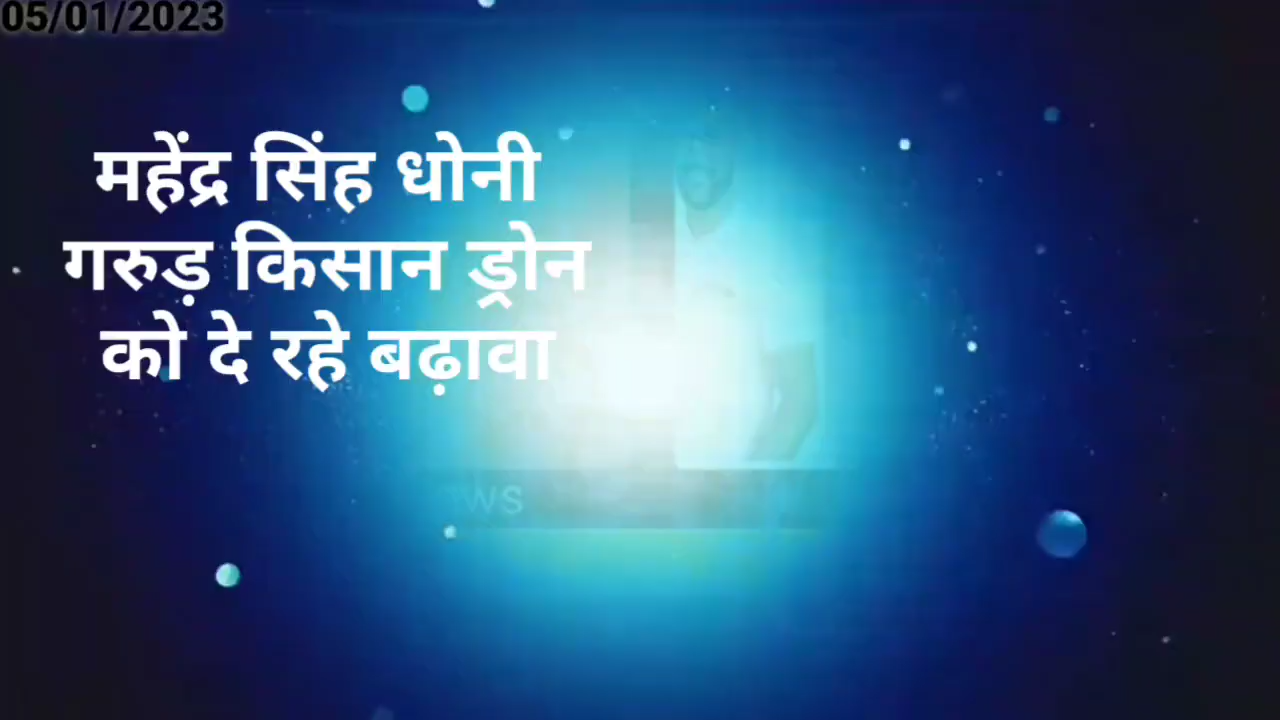 05/01/2023
महेंद्र सिंह धोनी
गरुड़ किसान ड्रोन
को दे रहे बढ़ावा